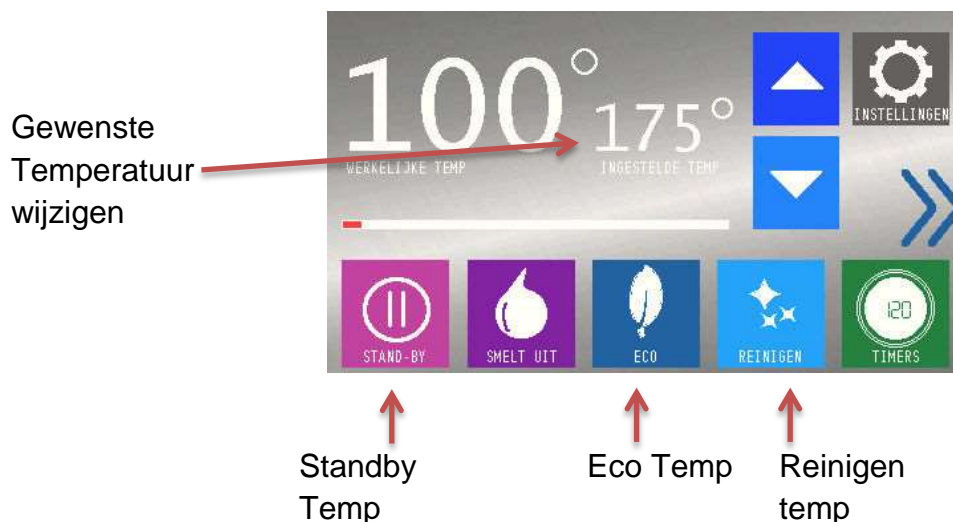 100°
175°
WERKELIJKE TEMP
INGESTELDE TEMP
INSTELLINGEN
Gewenste
Temperatuur
wijzigen
STAND-BY
SMELT UIT
ECO
REINIGEN
120
TIMERS
Standby
Temp
Eco Temp
Reinigen
temp